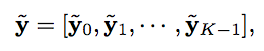 ỹ = [ỹ₀, ỹ₁, ⋯ , ỹ_{K−1}],